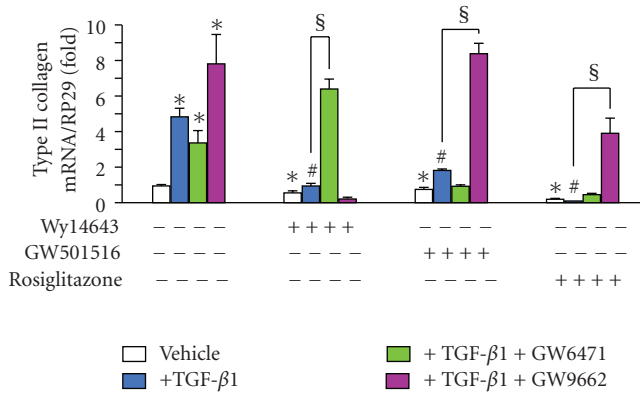 Type II collagen
mRNA/RP29 (fold)
10
8
6
4
2
0
* * * *
* # §
* # §
* # §
Wy14643 − − − − + + + + − − − − − − − −
GW501516 − − − − − − − − + + + + − − − −
Rosiglitazone − − − − − − − − − − − − + + + +
Vehicle
+TGF-β1
+ TGF-β1 + GW6471
+ TGF-β1 + GW9662